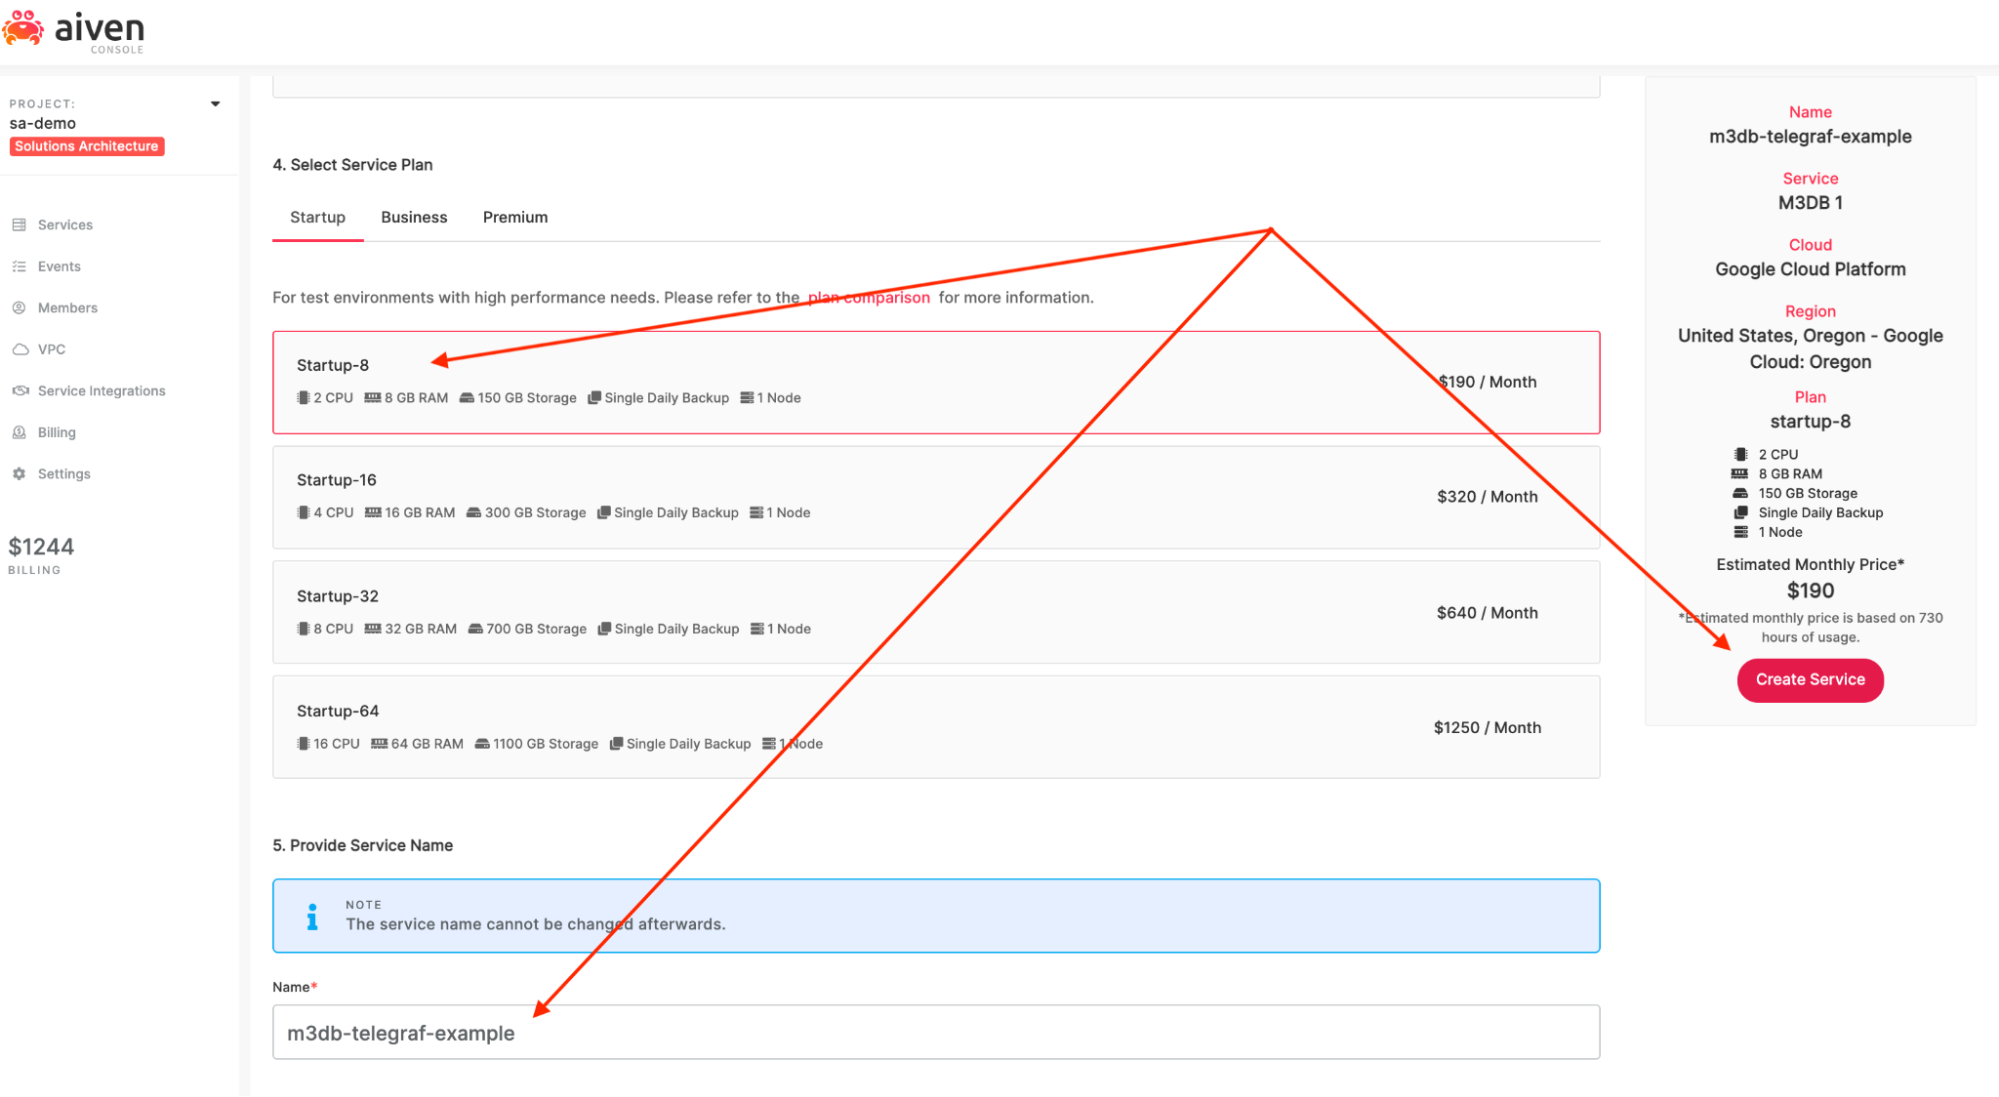 aiven
CONSOLE
PROJECT:
sa-demo
Solutions Architecture
Services
Events
Members
VPC
Service Integrations
Billing
Settings
$1244
BILLING
4. Select Service Plan
Startup Business Premium
For test environments with high performance needs. Please refer to the plan comparison for more information.
Startup-8
2 CPU 8 GB RAM 150 GB Storage Single Daily Backup 1 Node
$190 / Month
Startup-16
4 CPU 16 GB RAM 300 GB Storage Single Daily Backup 1 Node
$320 / Month
Startup-32
8 CPU 32 GB RAM 700 GB Storage Single Daily Backup 1 Node
$640 / Month
Startup-64
16 CPU 64 GB RAM 1100 GB Storage Single Daily Backup 1 Node
$1250 / Month
5. Provide Service Name
NOTE
The service name cannot be changed afterwards.
Name*
m3db-telegraf-example
Name
m3db-telegraf-example
Service
M3DB 1
Cloud
Google Cloud Platform
Region
United States, Oregon - Google
Cloud: Oregon
Plan
startup-8
2 CPU
8 GB RAM
150 GB Storage
Single Daily Backup
1 Node
Estimated Monthly Price*
$190
*Estimated monthly price is based on 730
hours of usage.
Create Service